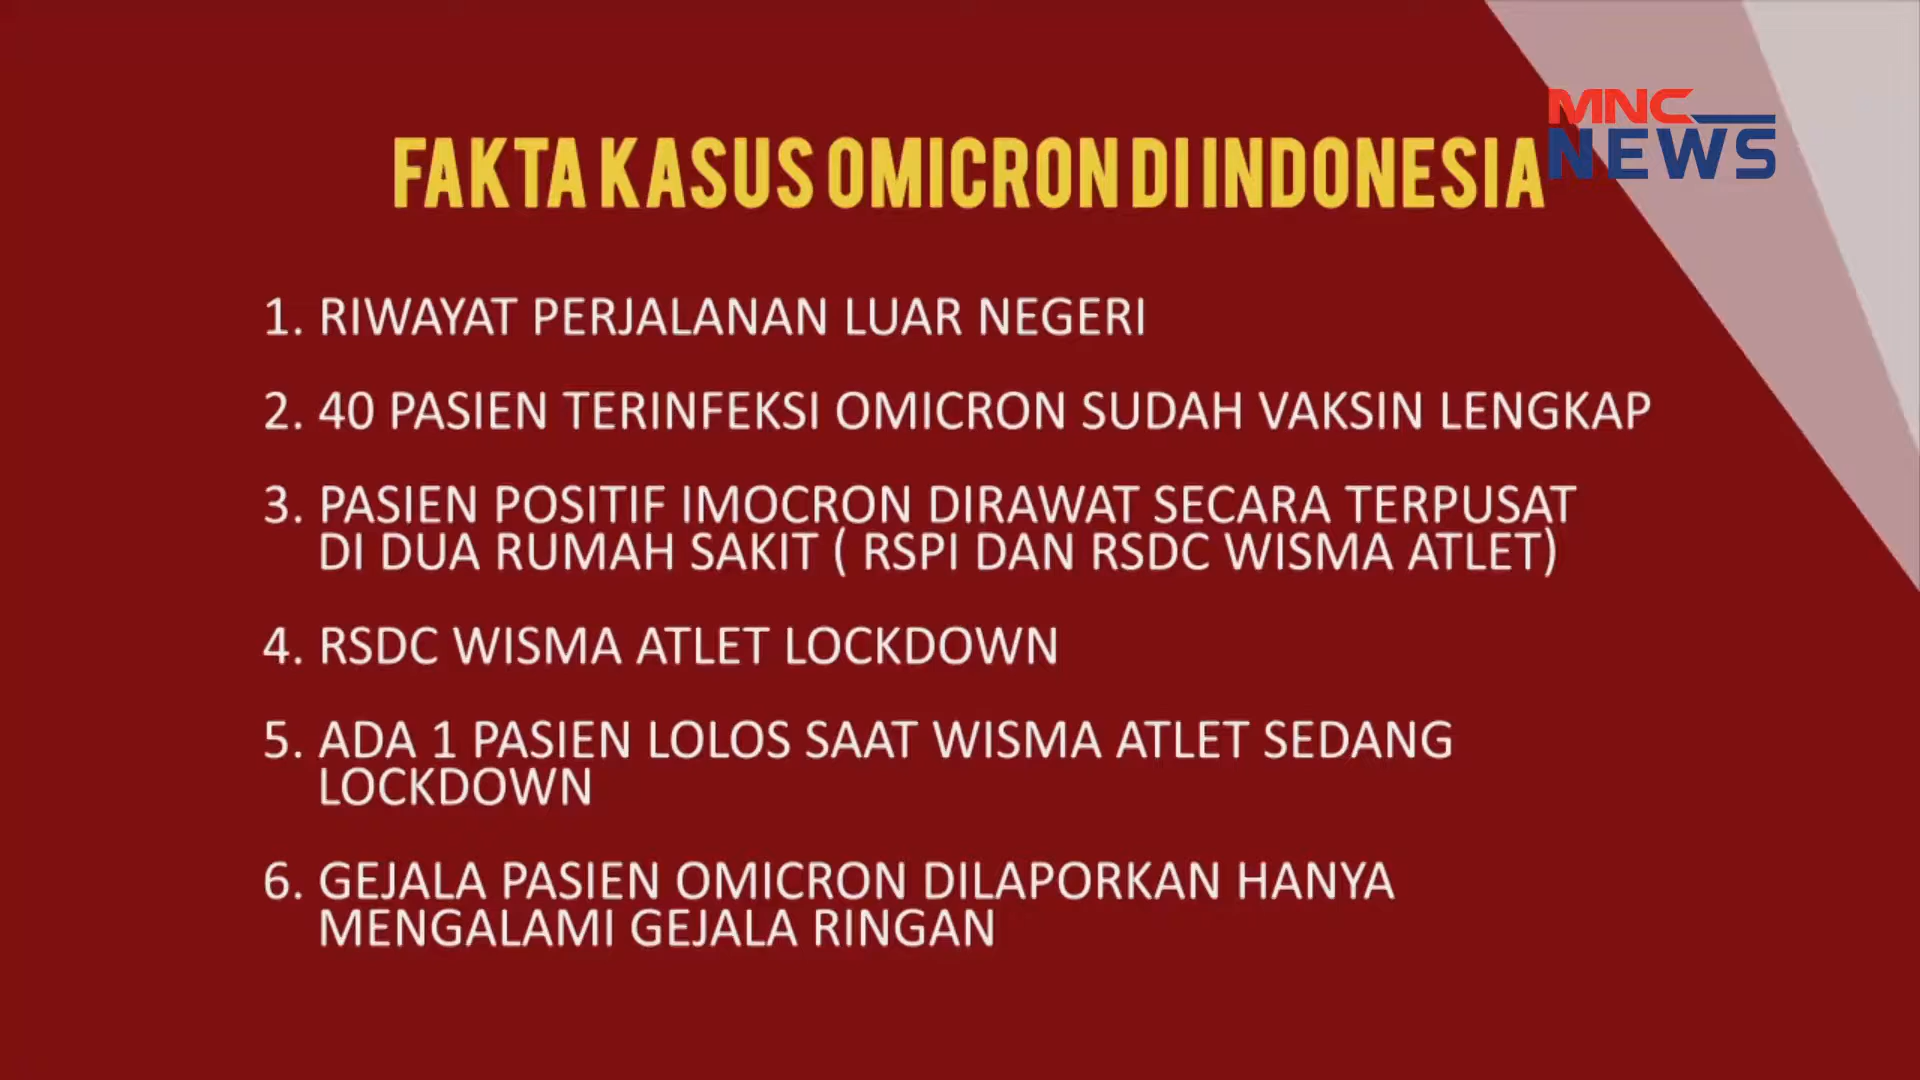 MNC
NEWS
FAKTA KASUS OMICRON DI INDONESIA
1. RIWAYAT PERJALANAN LUAR NEGERI
2. 40 PASIEN TERINFEKSI OMICRON SUDAH VAKSIN LENGKAP
3. PASIEN POSITIF IMOCRON DIRAWAT SECARA TERPUSAT
DI DUA RUMAH SAKIT ( RSPI DAN RSDC WISMA ATLET)
4. RSDC WISMA ATLET LOCKDOWN
5. ADA 1 PASIEN LOLOS SAAT WISMA ATLET SEDANG
LOCKDOWN
6. GEJALA PASIEN OMICRON DILAPORKAN HANYA
MENGALAMI GEJALA RINGAN